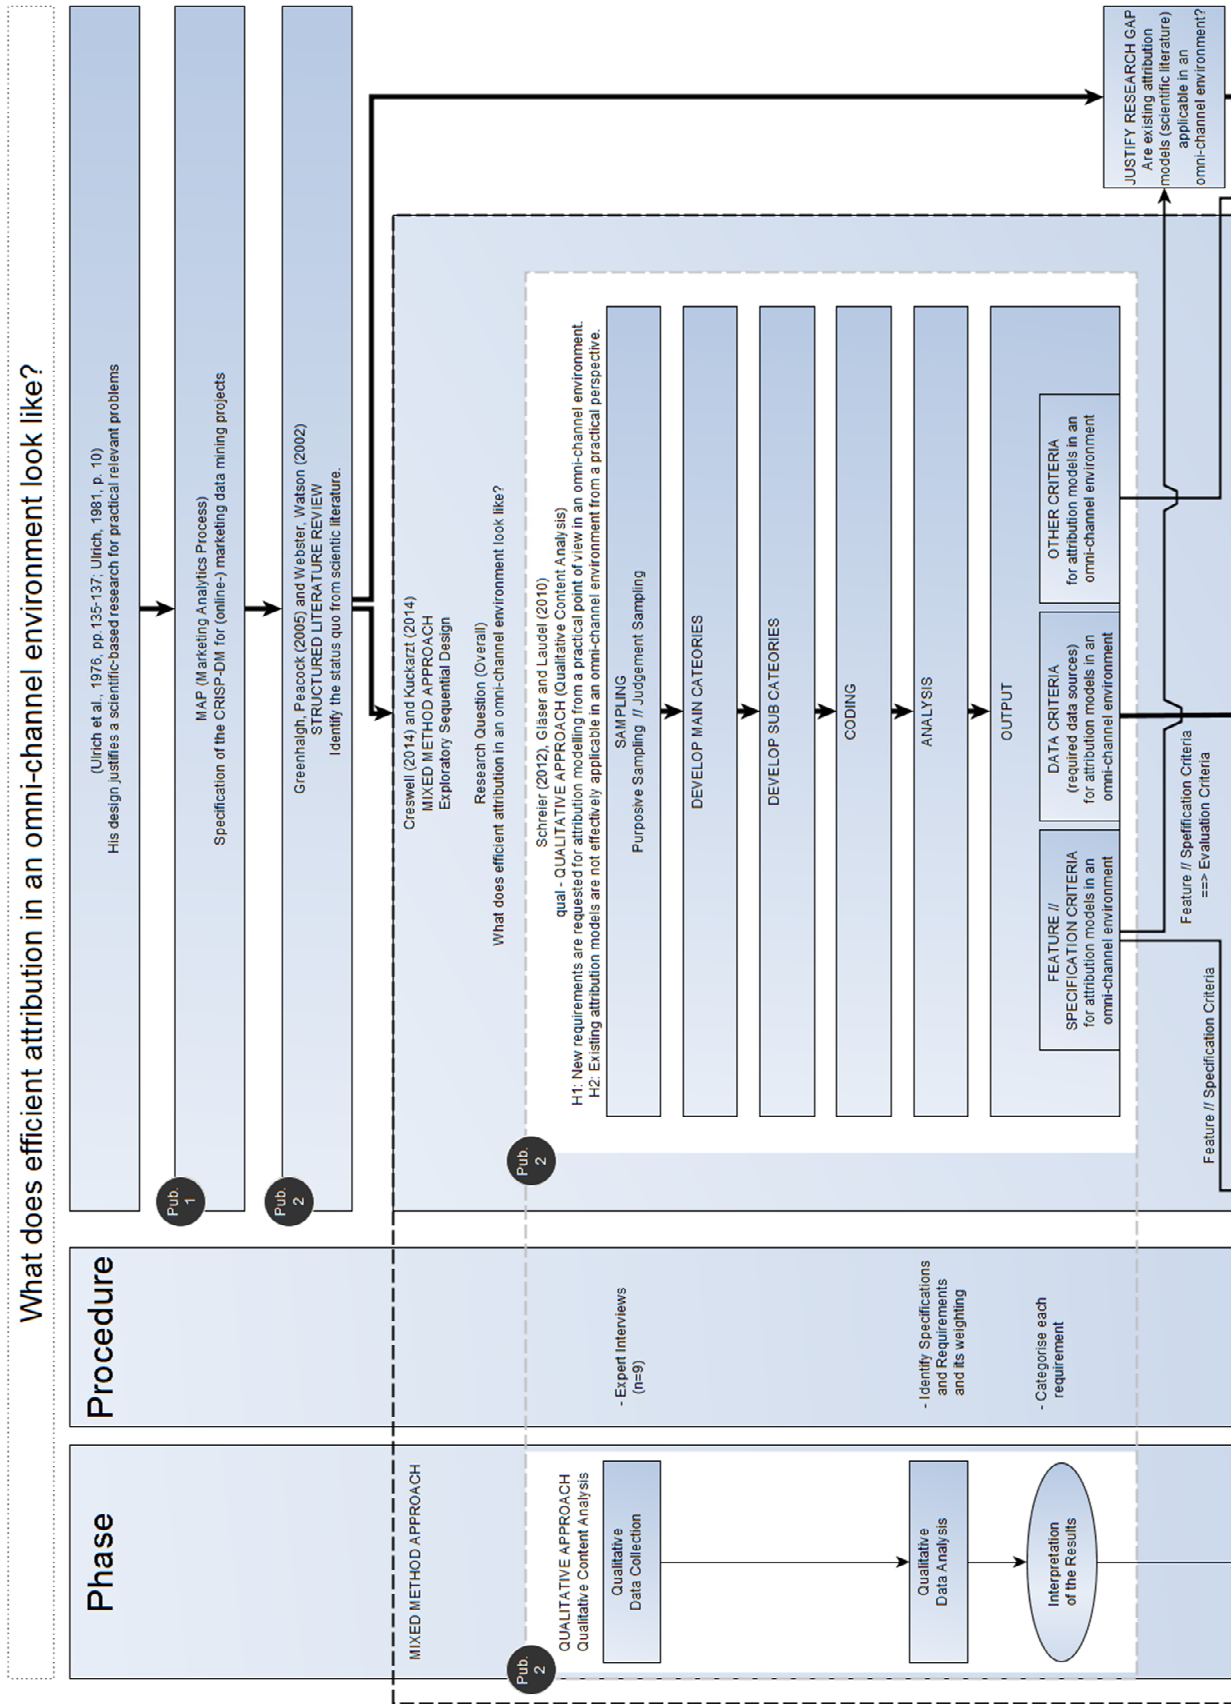 What does efficient attribution in an omni-channel environment look like?
Phase
Procedure
(Ulrich et al., 1976, pp.135-137; Ulrich, 1981, p. 10)
His design justifies a scientific-based research for practical relevant problems
Pub.
1
MAP (Marketing Analytics Process)
Specification of the CRISP-DM for (online-) marketing data mining projects
Pub.
2
Greenhalgh, Peacock (2005) and Webster, Watson (2002)
STRUCTURED LITERATURE REVIEW
Identify the status quo from scientic literature.
MIXED METHOD APPROACH
Creswell (2014) and Kuckarzt (2014)
MIXED METHOD APPROACH
Exploratory Sequential Design
Research Question (Overall)
What does efficient attribution in an omni-channel environment look like?
Pub.
2
QUALITATIVE APPROACH
Qualitative Content Analysis
Pub.
2
Schreier (2012), Gläser and Laudel (2010)
qual - QUALITATIVE APPROACH (Qualitative Content Analysis)
H1: New requirements are requested for attribution modelling from a practical point of view in an omni-channel environment.
H2: Existing attribution models are not effectively applicable in an omni-channel environment from a practical perspective.
Qualitative
Data Collection
- Expert Interviews
(n=9)
SAMPLING
Purposive Sampling // Judgement Sampling
DEVELOP MAIN CATEORIES
DEVELOP SUB CATEORIES
CODING
Qualitative
Data Analysis
- Identify Specifications
and Requirements
and its weighting
ANALYSIS
Interpretation
of the Results
- Categorise each
requirement
OUTPUT
FEATURE //
SPECIFICATION CRITERIA
for attribution models in an
omni-channel environment
DATA CRITERIA
(required data sources)
for attribution models in an
omni-channel environment
OTHER CRITERIA
for attribution models in an
omni-channel environment
JUSTIFY RESEARCH GAP
Are existing attribution
models (scientific literature)
applicable in an
omni-channel environment?
Feature // Spefification Criteria
==> Evaluation Criteria
Feature // Specification Criteria